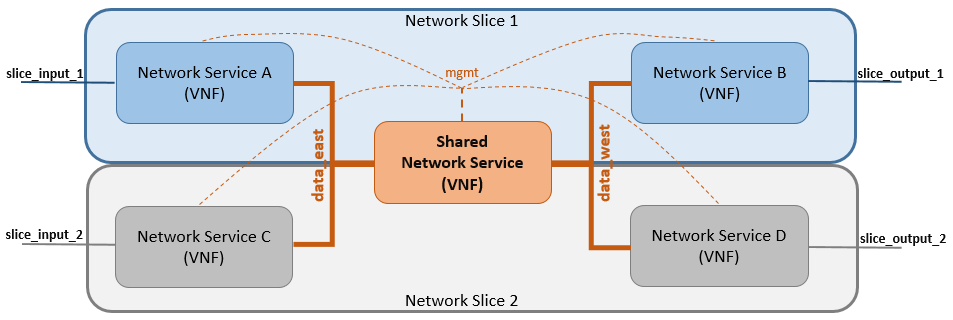 Network Slice 1
slice_input_1
Network Service A
(VNF)
mgmt
Network Service B
(VNF)
slice_output_1
data_east
Shared
Network Service
(VNF)
data_west
slice_input_2
Network Service C
(VNF)
Network Service D
(VNF)
slice_output_2
Network Slice 2